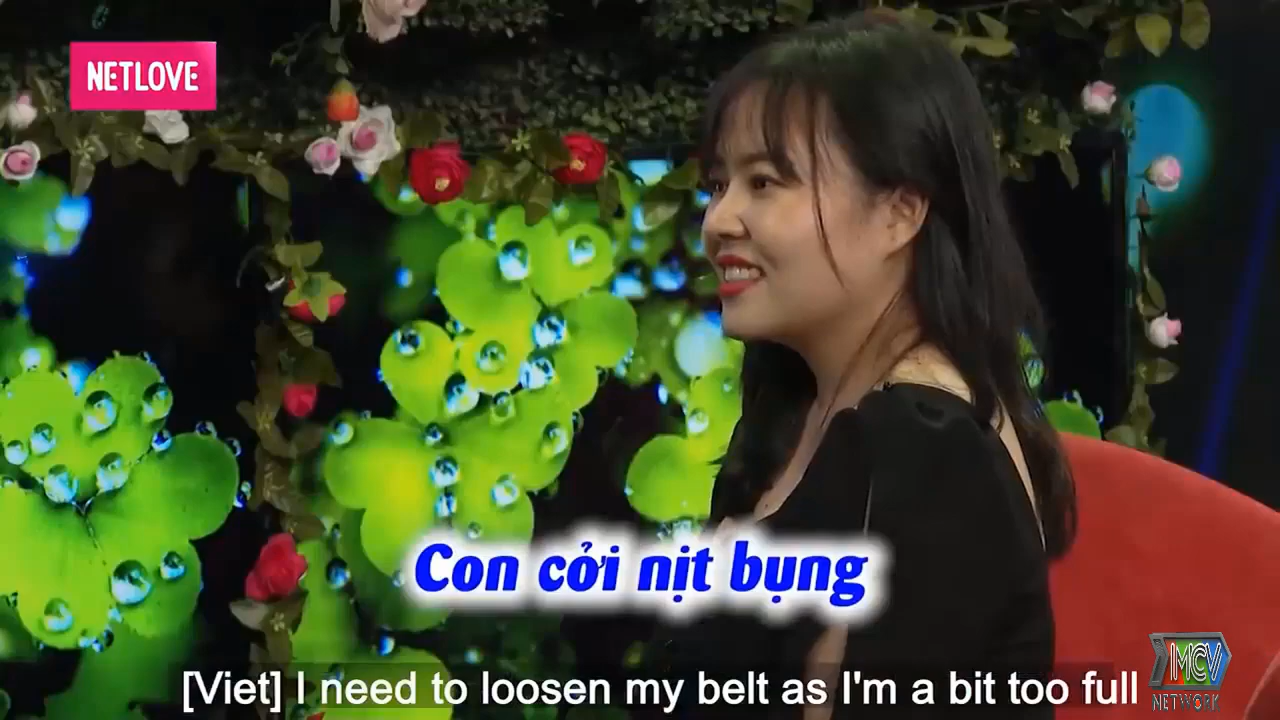 NETLOVE
Con cởi nịt bụng
[Viet] I need to loosen my belt as I'm a bit too full
MCV
NETWORK